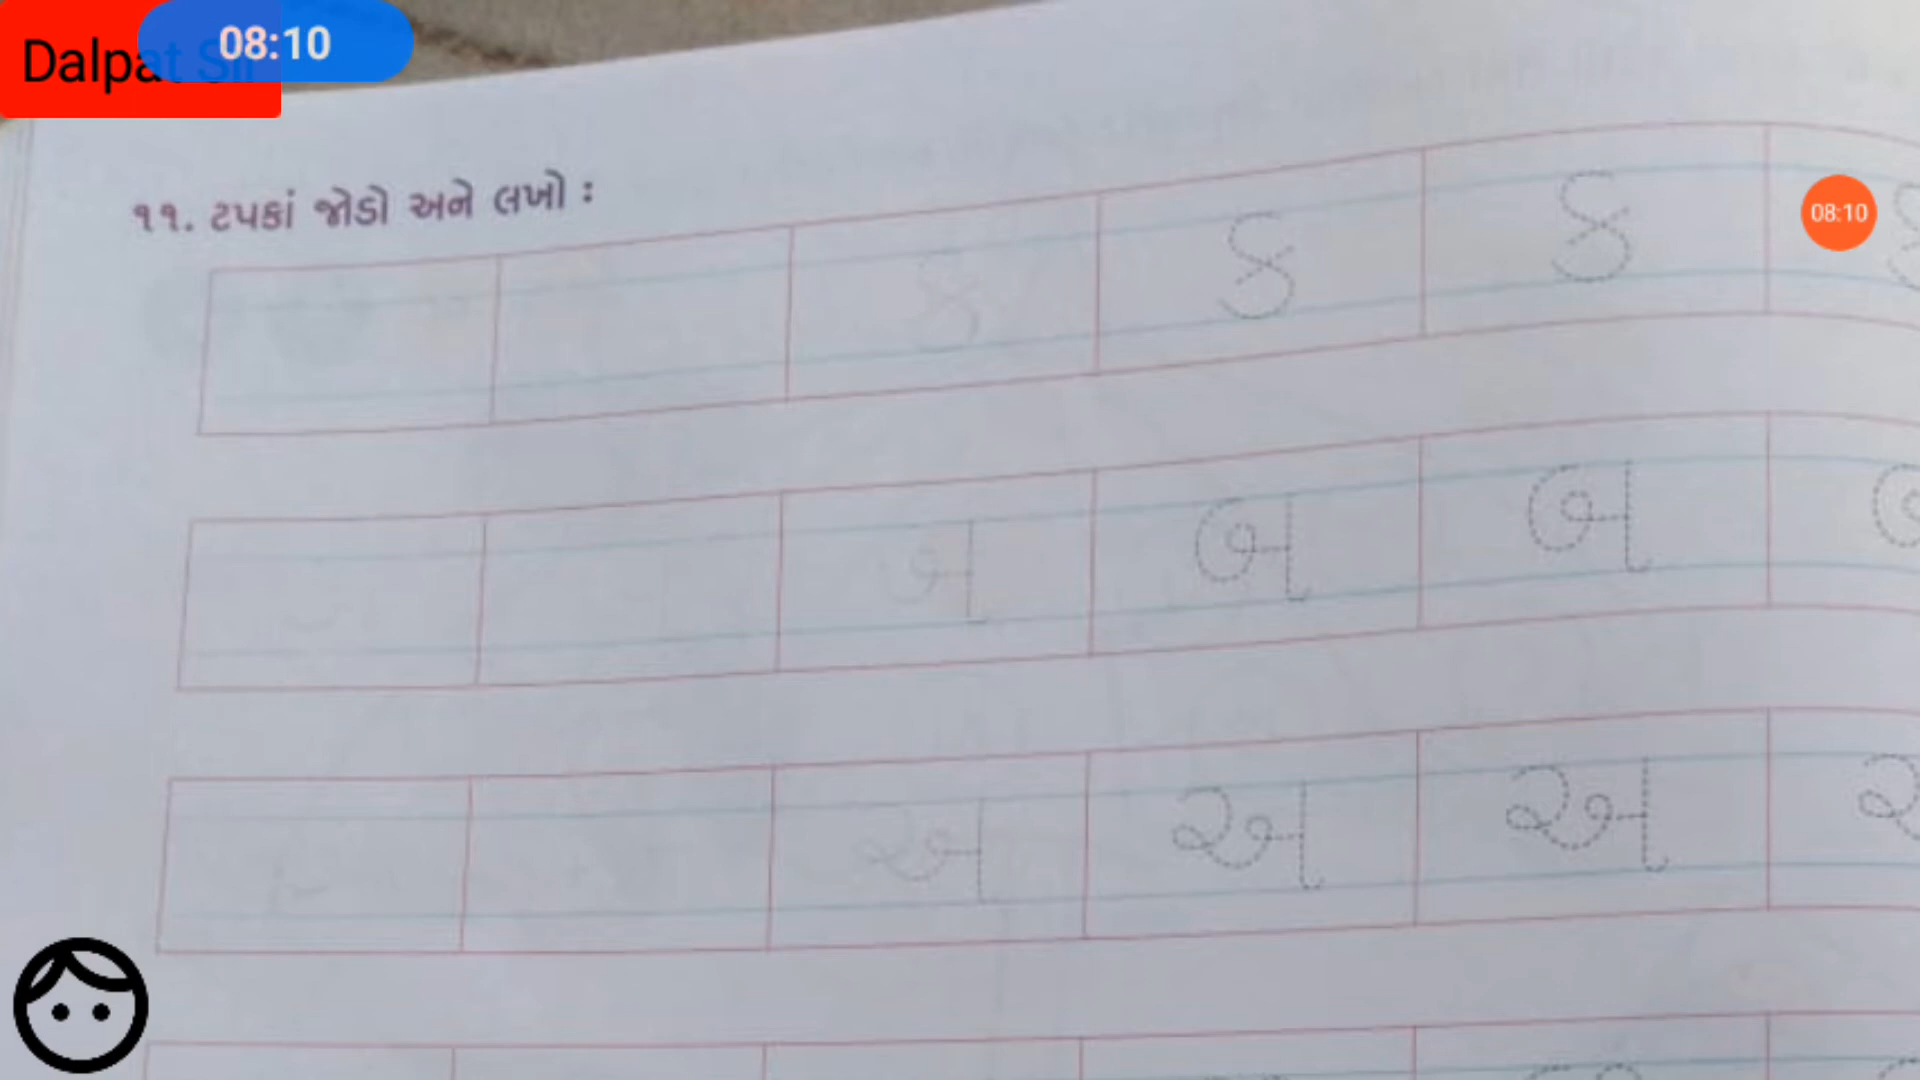 Dalpat Sir
08:10
08:10
૧૧. ટપકાં જોડો અને લખો :
ક ક ક
બ બ બ
અ અ અ